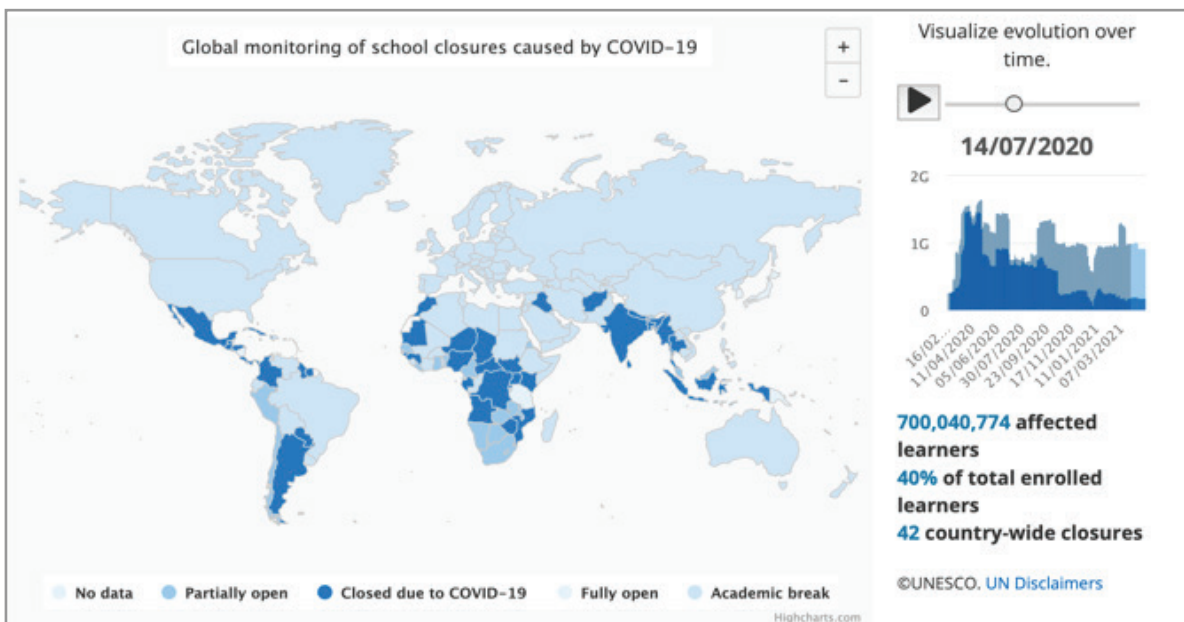 Global monitoring of school closures caused by COVID-19
+
−
Visualize evolution over
time.
14/07/2020
2G
1G
0
16/02...
11/04/2020
05/06/2020
30/07/2020
23/09/2020
17/11/2020
11/01/2021
07/03/2021
700,040,774 affected
learners
40% of total enrolled
learners
42 country-wide closures
©UNESCO. UN Disclaimers
No data Partially open Closed due to COVID-19 Fully open Academic break
Highcharts.com